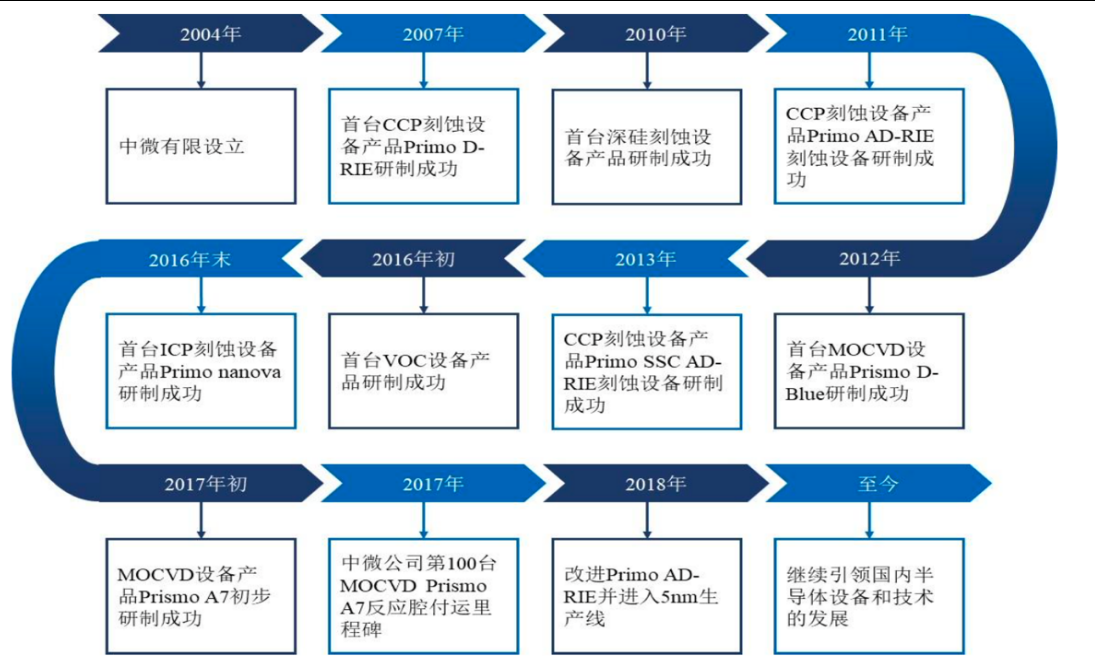 2004年
2007年
2010年
2011年
中微有限设立
首台CCP刻蚀设
备产品Primo D-
RIE研制成功
首台深硅刻蚀设
备产品研制成功
CCP刻蚀设备产
品Primo AD-RIE
刻蚀设备研制成
功
2012年
2013年
2016年初
2016年末
首台MOCVD设
备产品Prismo D-
Blue研制成功
CCP刻蚀设备产
品Primo SSC AD-
RIE刻蚀设备研制
成功
首台VOC设备产
品研制成功
首台ICP刻蚀设备
产品Primo nanova
研制成功
2017年初
2017年
2018年
至今
MOCVD设备产
品Prismo A7初步
研制成功
中微公司第100台
MOCVD Prismo
A7反应腔付运里
程碑
改进Primo AD-
RIE并进入5nm生
产线
继续引领国内半
导体设备和技术
的发展